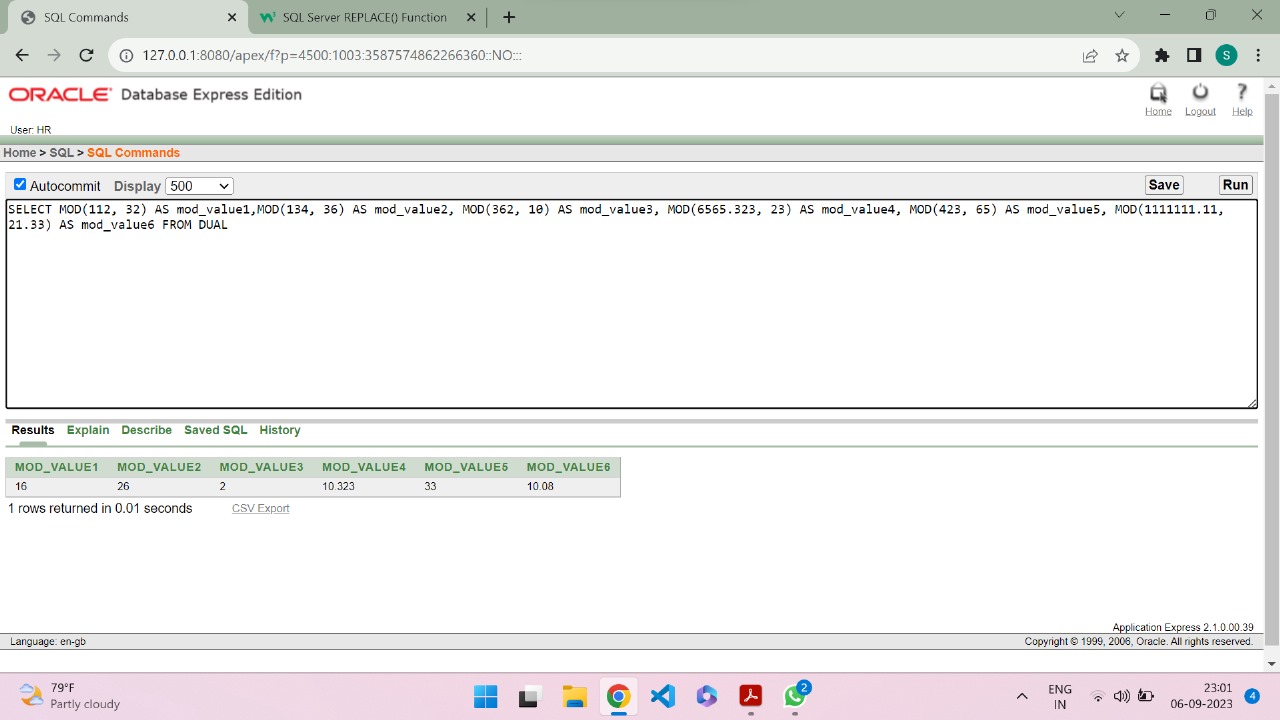 SQL Commands
SQL Server REPLACE() Function
127.0.0.1:8080/apex/f?p=4500:1003:3587574862266360::NO:::
S
ORACLE Database Express Edition
Home Logout Help
User: HR
Home > SQL > SQL Commands
Autocommit Display 500 Save Run
SELECT MOD(112, 32) AS mod_value1,MOD(134, 36) AS mod_value2, MOD(362, 10) AS mod_value3, MOD(6565.323, 23) AS mod_value4, MOD(423, 65) AS mod_value5, MOD(1111111.11,
21.33) AS mod_value6 FROM DUAL
Results Explain Describe Saved SQL History
MOD_VALUE1 MOD_VALUE2 MOD_VALUE3 MOD_VALUE4 MOD_VALUE5 MOD_VALUE6
16 26 2 10.323 33 10.08
1 rows returned in 0.01 seconds CSV Export
Application Express 2.1.0.00.39
Language: en-gb Copyright © 1999, 2006, Oracle. All rights reserved.
79°F
Partly cloudy
2
ENG
IN
23:01
06-09-2023
4